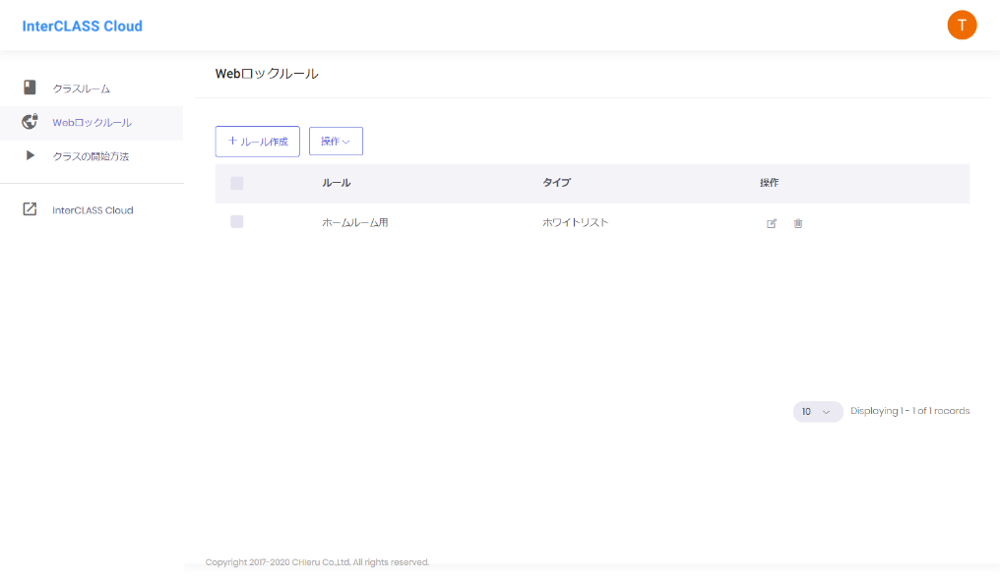 InterCLASS Cloud
T
クラスルーム
Webロックルール
クラスの開始方法
InterCLASS Cloud
Webロックルール
+ ルール作成
操作
ルール タイプ 操作
ホームルーム用 ホワイトリスト
10 Displaying 1 - 1 of 1 records
Copyright 2017-2020 CHieru Co.,Ltd. All rights reserved.